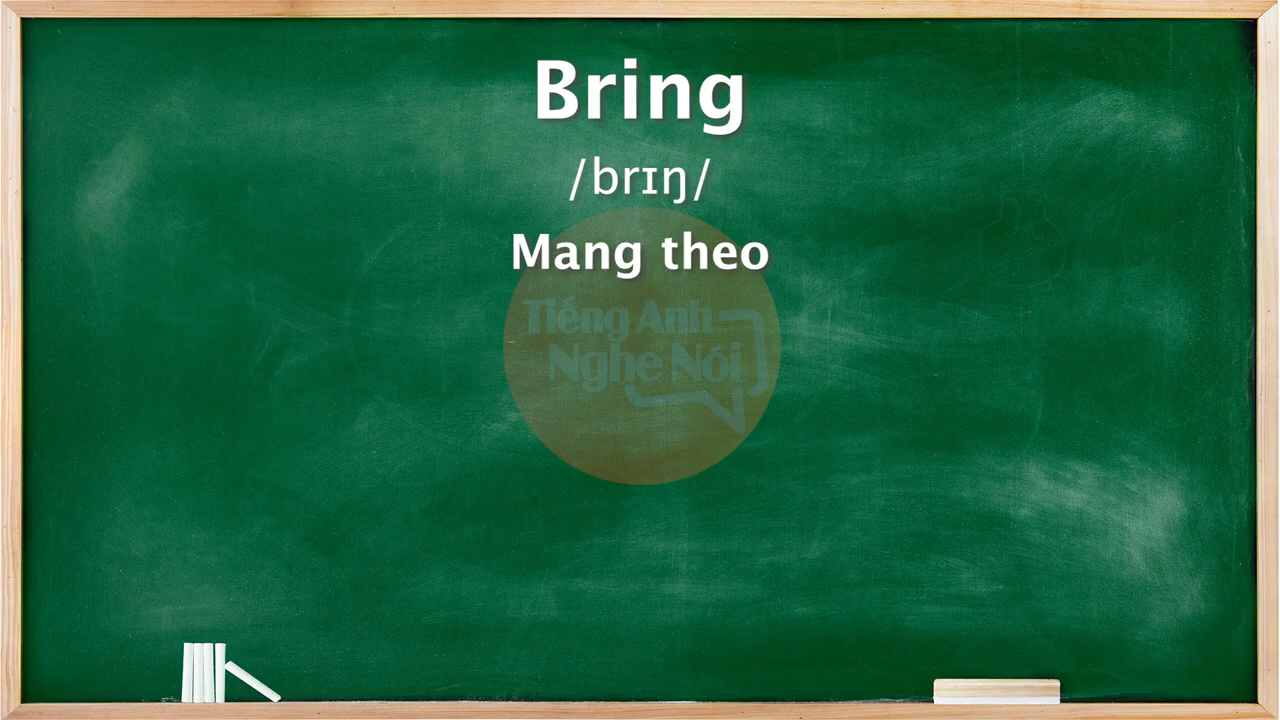 Bring
/brɪŋ/
Mang theo
Tiếng Anh
Nghe Nói